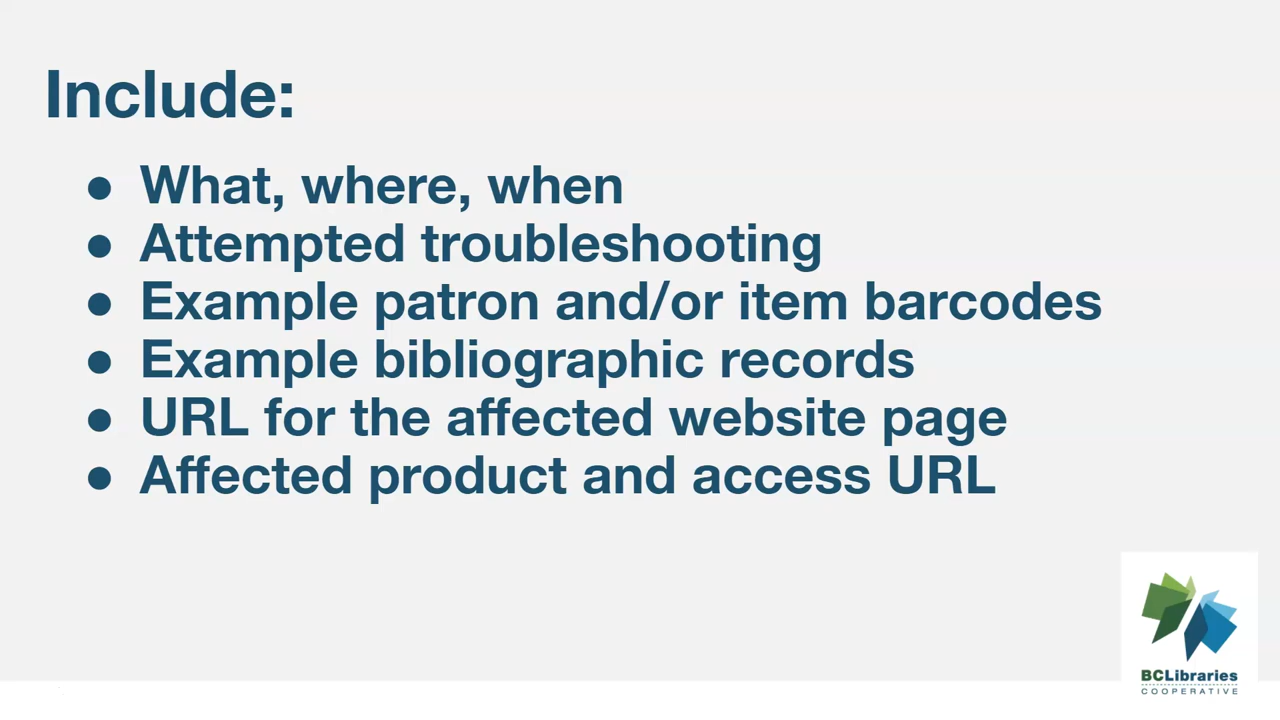 Include:
● What, where, when
● Attempted troubleshooting
● Example patron and/or item barcodes
● Example bibliographic records
● URL for the affected website page
● Affected product and access URL
BCLibraries
COOPERATIVE